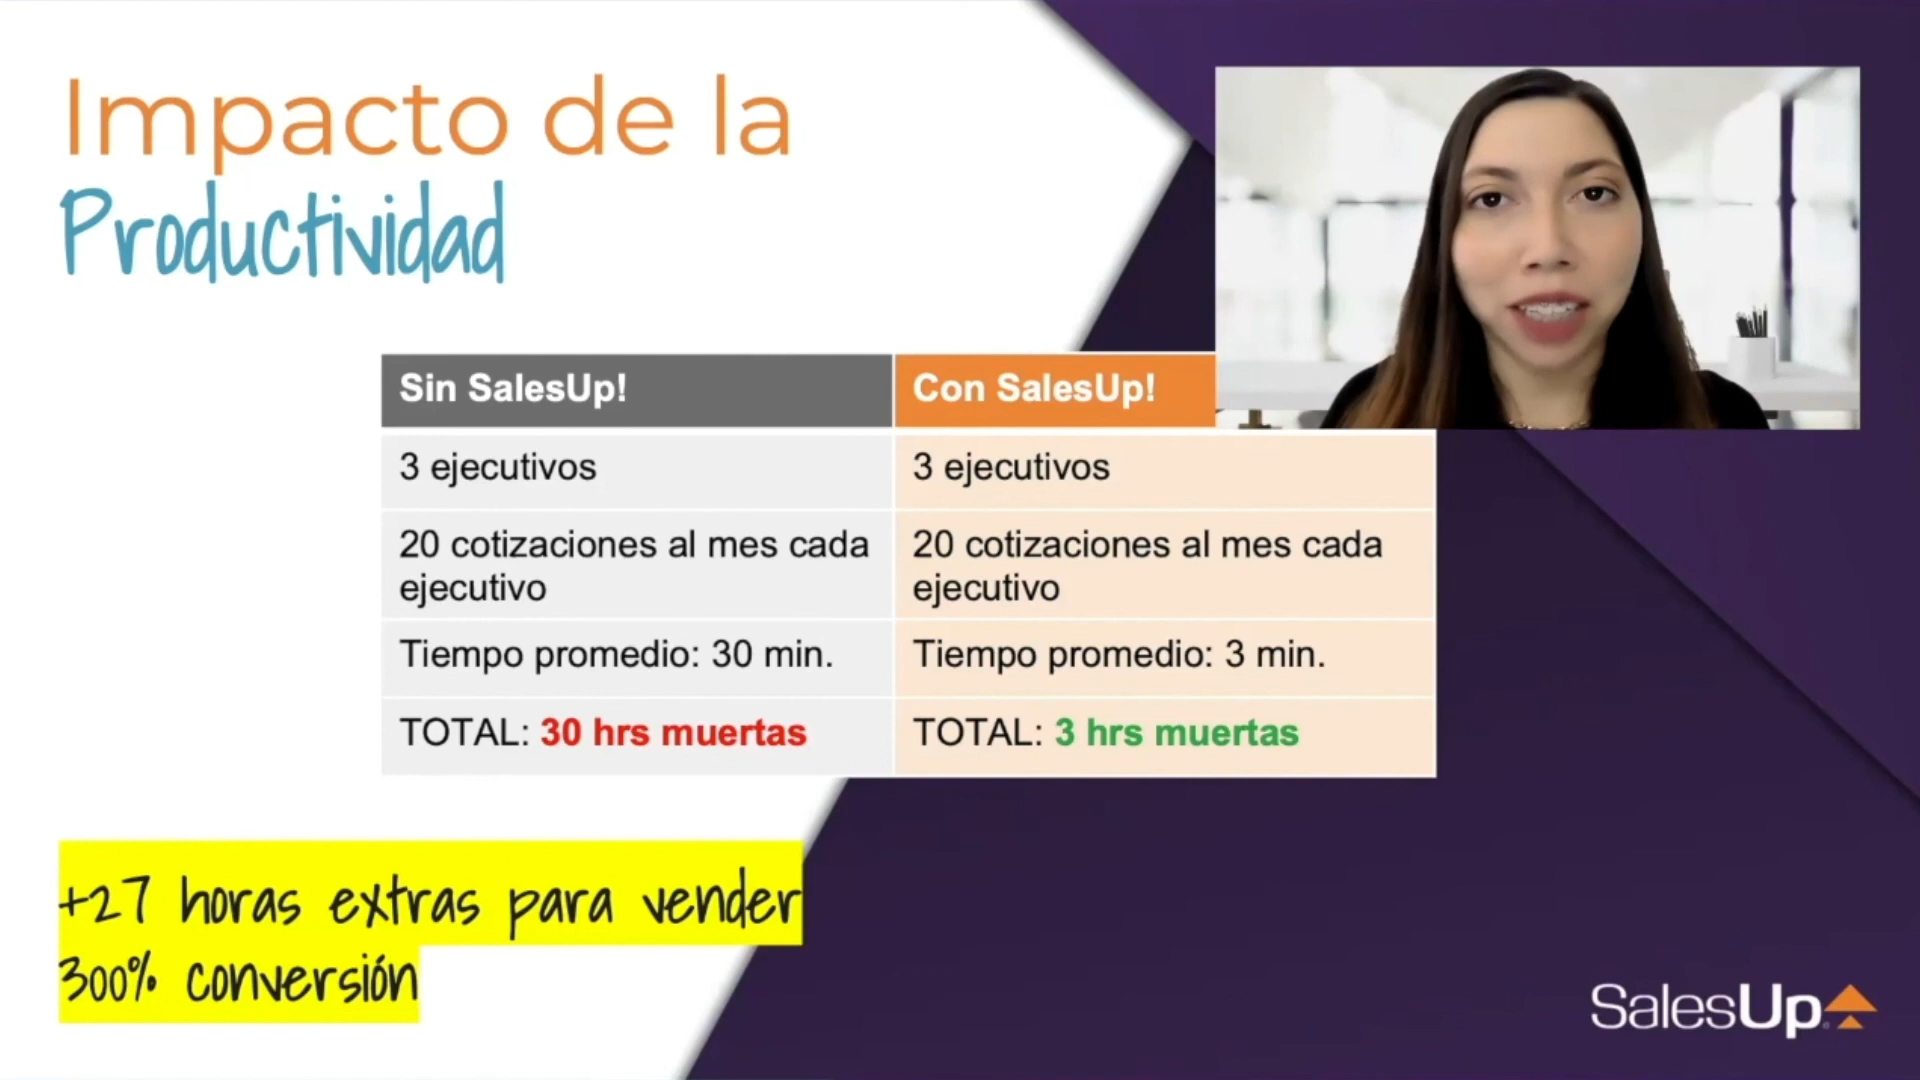 Impacto de la
Productividad
Sin SalesUp!
Con SalesUp!
3 ejecutivos
3 ejecutivos
20 cotizaciones al mes cada
ejecutivo
20 cotizaciones al mes cada
ejecutivo
Tiempo promedio: 30 min.
Tiempo promedio: 3 min.
TOTAL: 30 hrs muertas
TOTAL: 3 hrs muertas
+27 horas extras para vender
300% conversión
SalesUp